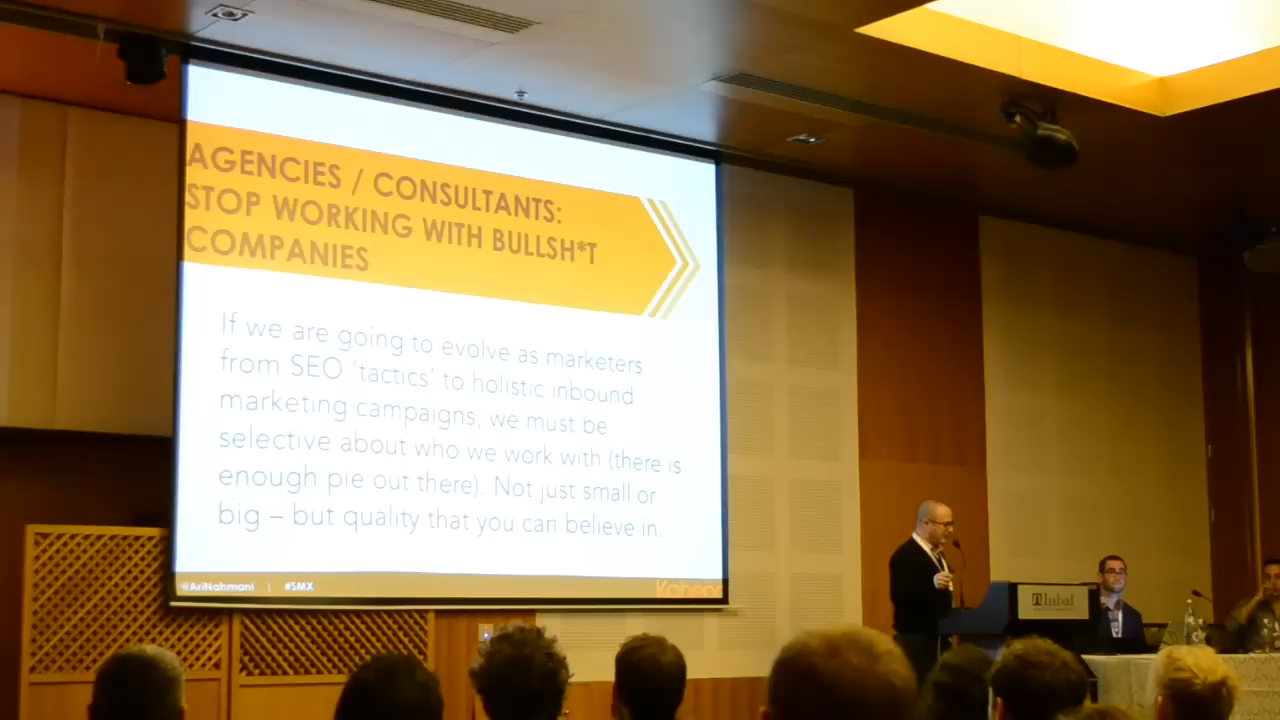 AGENCIES / CONSULTANTS:
STOP WORKING WITH BULLSH*T
COMPANIES
If we are going to evolve as marketers
from SEO 'tactics' to holistic inbound
marketing campaigns, we must be
selective about who we work with (there is
enough pie out there). Not just small or
big – but quality that you can believe in.
@AriNahmani | #SMX
Inbal